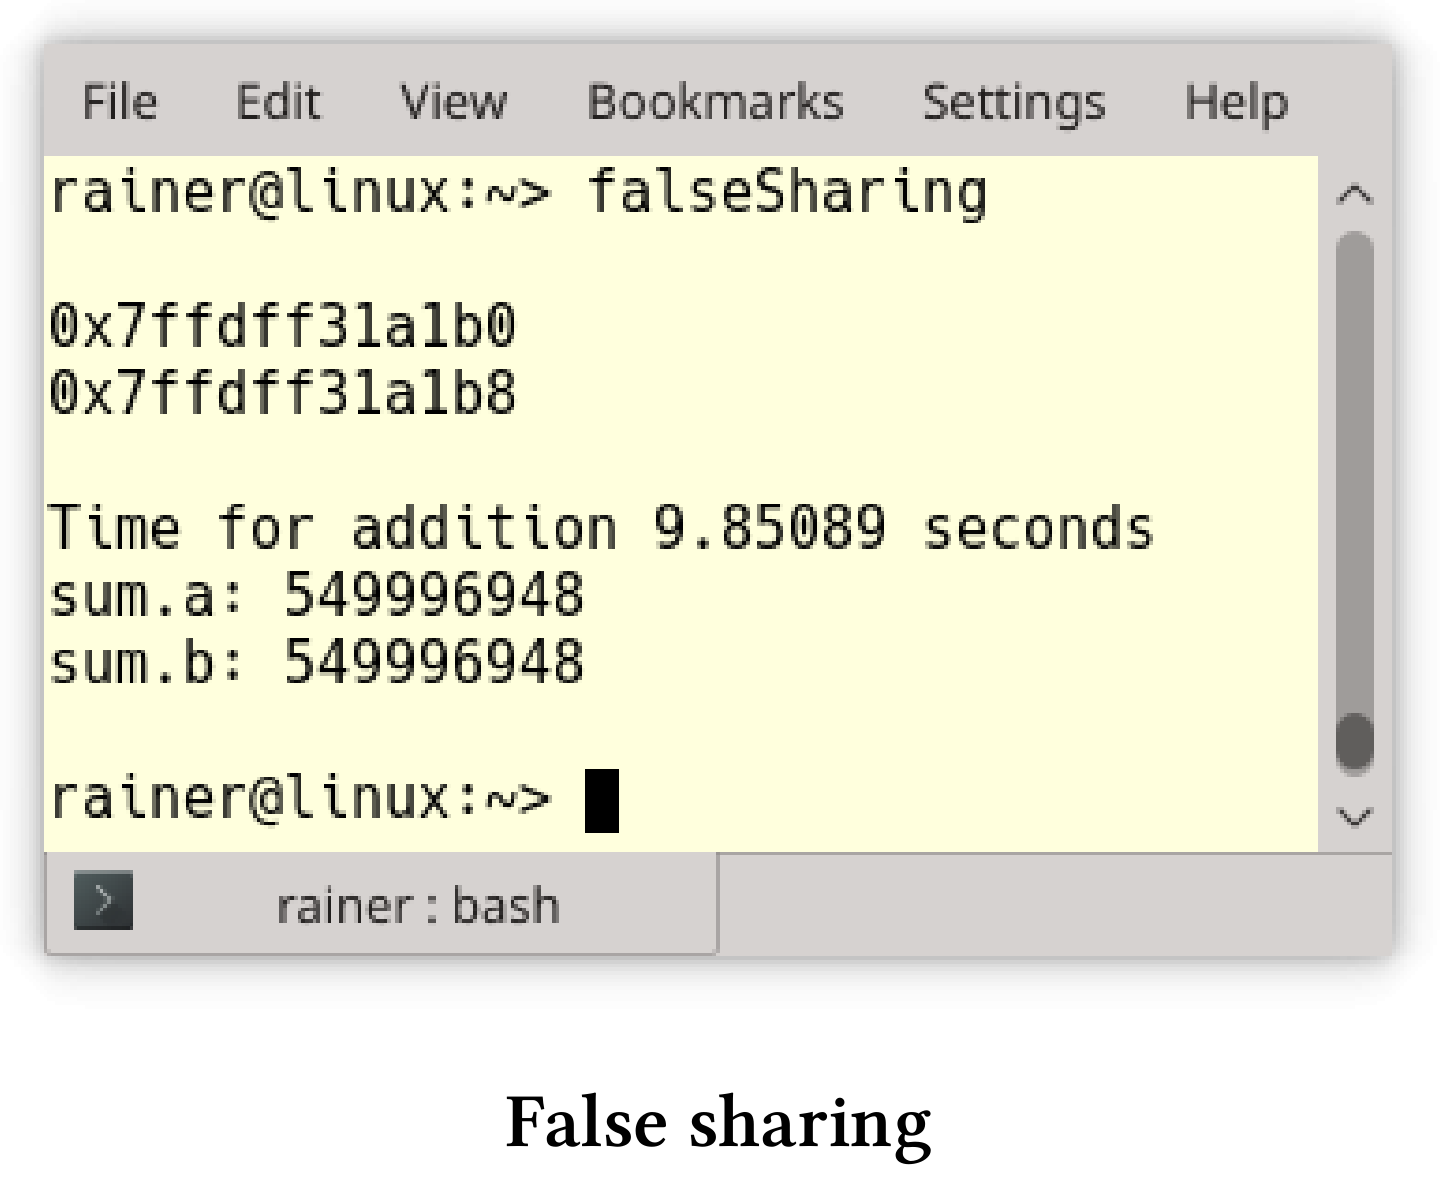 File Edit View Bookmarks Settings Help
rainer@linux:~> falseSharing
0x7ffdff31a1b0
0x7ffdff31a1b8
Time for addition 9.85089 seconds
sum.a: 549996948
sum.b: 549996948
rainer@linux:~>
rainer : bash
False sharing